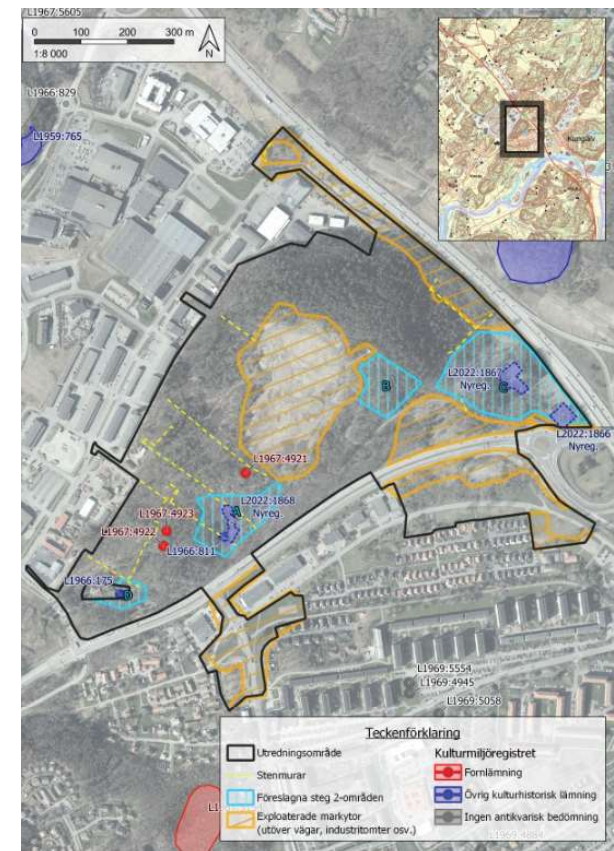 L1967:5605
0 100 200 300 m
1:8 000
N
L1966:829
L1959:765
Kungälv
B
L2022:1867
Nyreg.
C
L2022:1866
Nyreg.
L1967:4921
L2022:1868
Nyreg.
A
L1967:4923
L1967:4922
L1966:811
L1966:175
D
L1969:5554
L1969:4945
L1969:5058
Teckenförklaring
Utredningsområde
Stenmurar
Föreslagna steg 2-områden
Exploaterade markytor
(utöver vägar, industritomter osv.)
Kulturmiljöregistret
Fornlämning
Övrig kulturhistorisk lämning
Ingen antikvarisk bedömning
L1969:4884